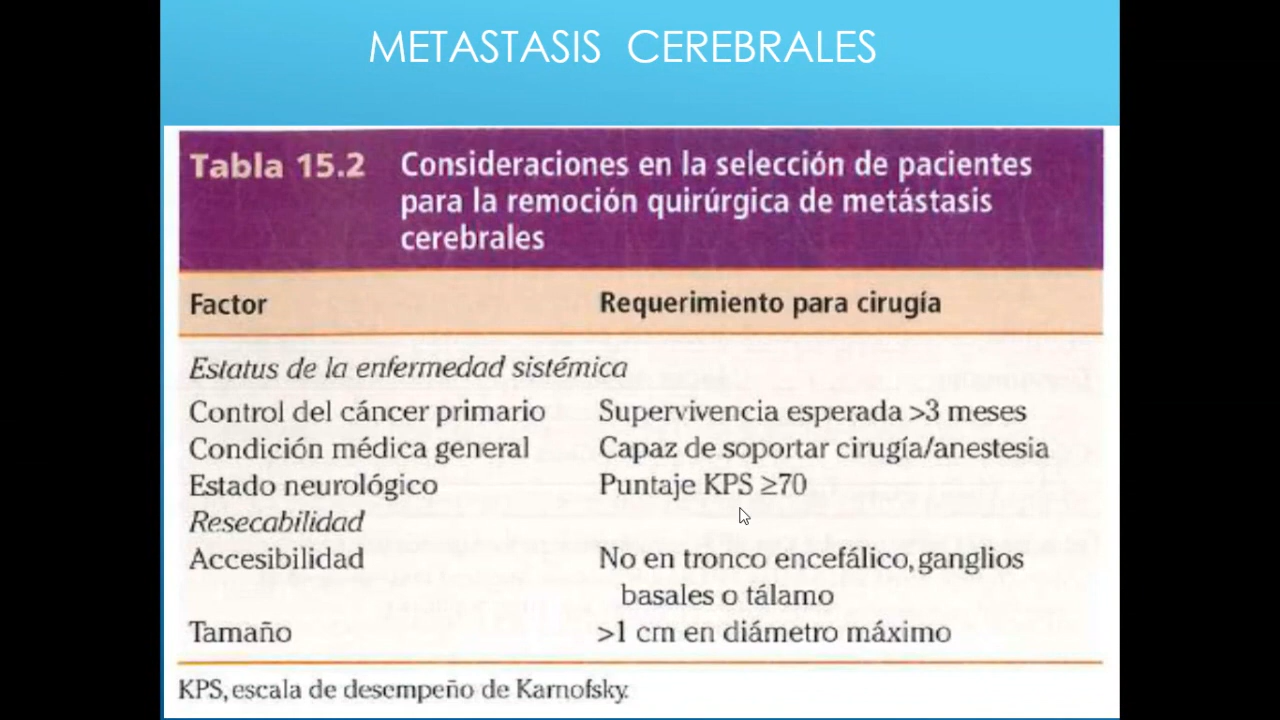 METASTASIS CEREBRALES
Tabla 15.2 Consideraciones en la selección de pacientes
para la remoción quirúrgica de metástasis
cerebrales
Factor Requerimiento para cirugía
Estatus de la enfermedad sistémica
Control del cáncer primario Supervivencia esperada >3 meses
Condición médica general Capaz de soportar cirugía/anestesia
Estado neurológico Puntaje KPS ≥70
Resecabilidad
Accesibilidad No en tronco encefálico, ganglios
basales o tálamo
Tamaño >1 cm en diámetro máximo
KPS, escala de desempeño de Karnofsky.